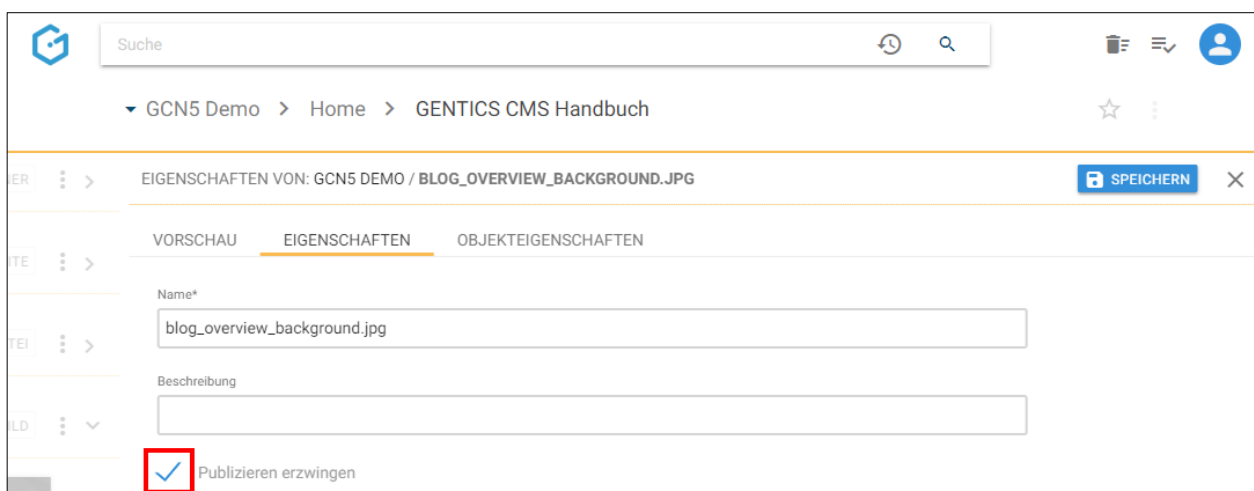 Suche
GCN5 Demo > Home > GENTICS CMS Handbuch
EIGENSCHAFTEN VON: GCN5 DEMO / BLOG_OVERVIEW_BACKGROUND.JPG
SPEICHERN
VORSCHAU EIGENSCHAFTEN OBJEKTEIGENSCHAFTEN
Name*
blog_overview_background.jpg
Beschreibung
Publizieren erzwingen